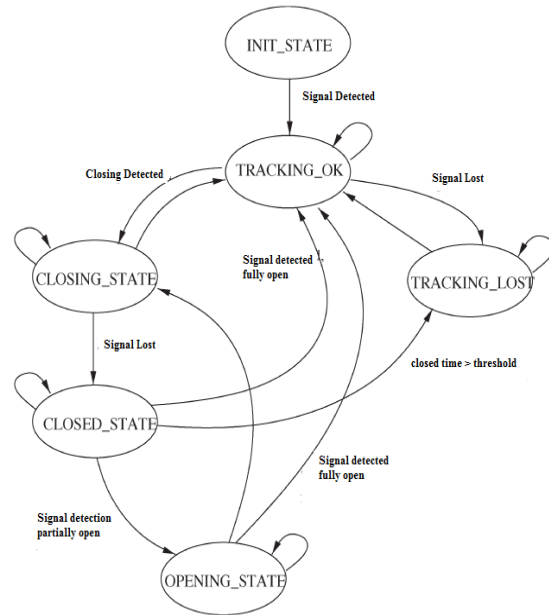 INIT_STATE
Signal Detected
Closing Detected
TRACKING_OK
Signal Lost
CLOSING_STATE
Signal detected
fully open
TRACKING_LOST
Signal Lost
closed time > threshold
CLOSED_STATE
Signal detected
fully open
Signal detection
partially open
OPENING_STATE